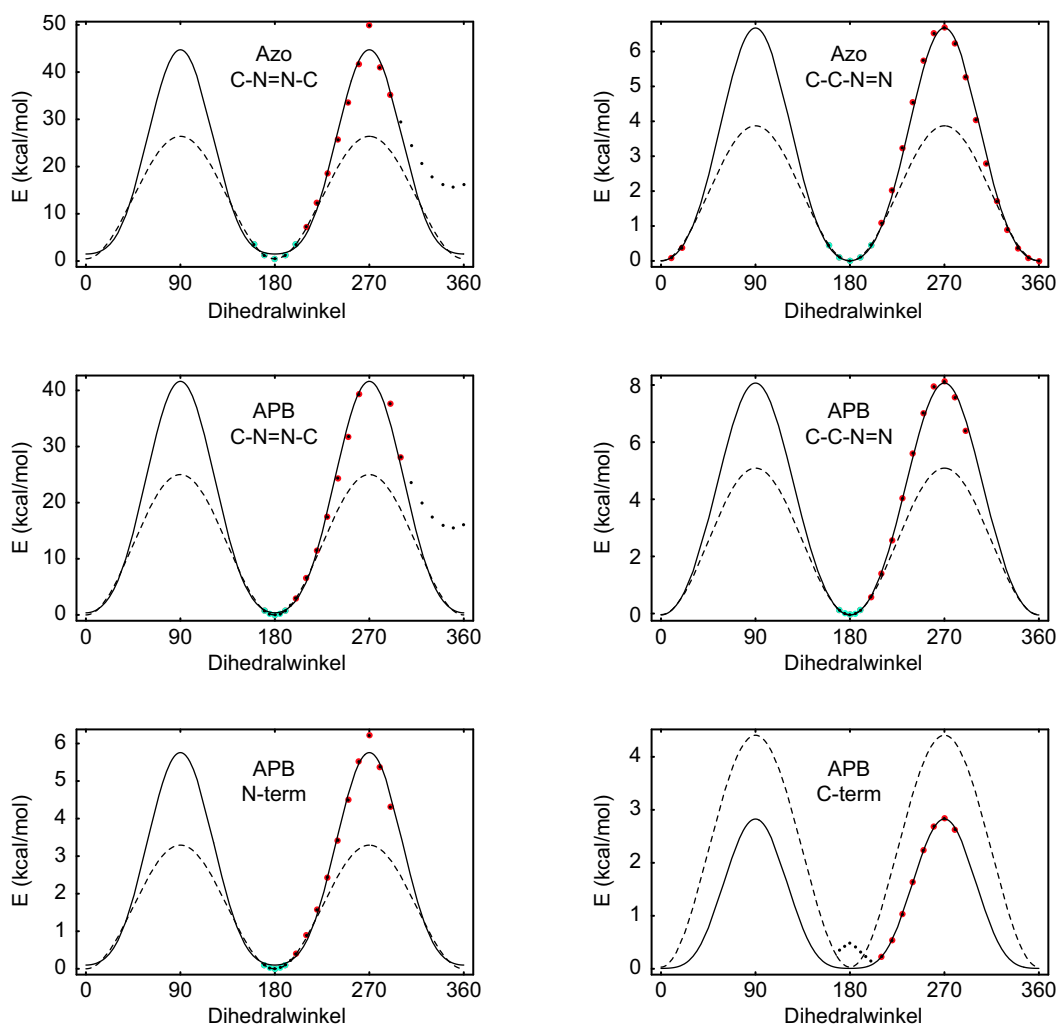 50
40
30
20
10
0
E (kcal/mol)
Azo
C-N=N-C
0 90 180 270 360
Dihedralwinkel
6
5
4
3
2
1
0
E (kcal/mol)
Azo
C-C-N=N
0 90 180 270 360
Dihedralwinkel
40
30
20
10
0
E (kcal/mol)
APB
C-N=N-C
0 90 180 270 360
Dihedralwinkel
8
6
4
2
0
E (kcal/mol)
APB
C-C-N=N
0 90 180 270 360
Dihedralwinkel
6
5
4
3
2
1
0
E (kcal/mol)
APB
N-term
0 90 180 270 360
Dihedralwinkel
4
3
2
1
0
E (kcal/mol)
APB
C-term
0 90 180 270 360
Dihedralwinkel